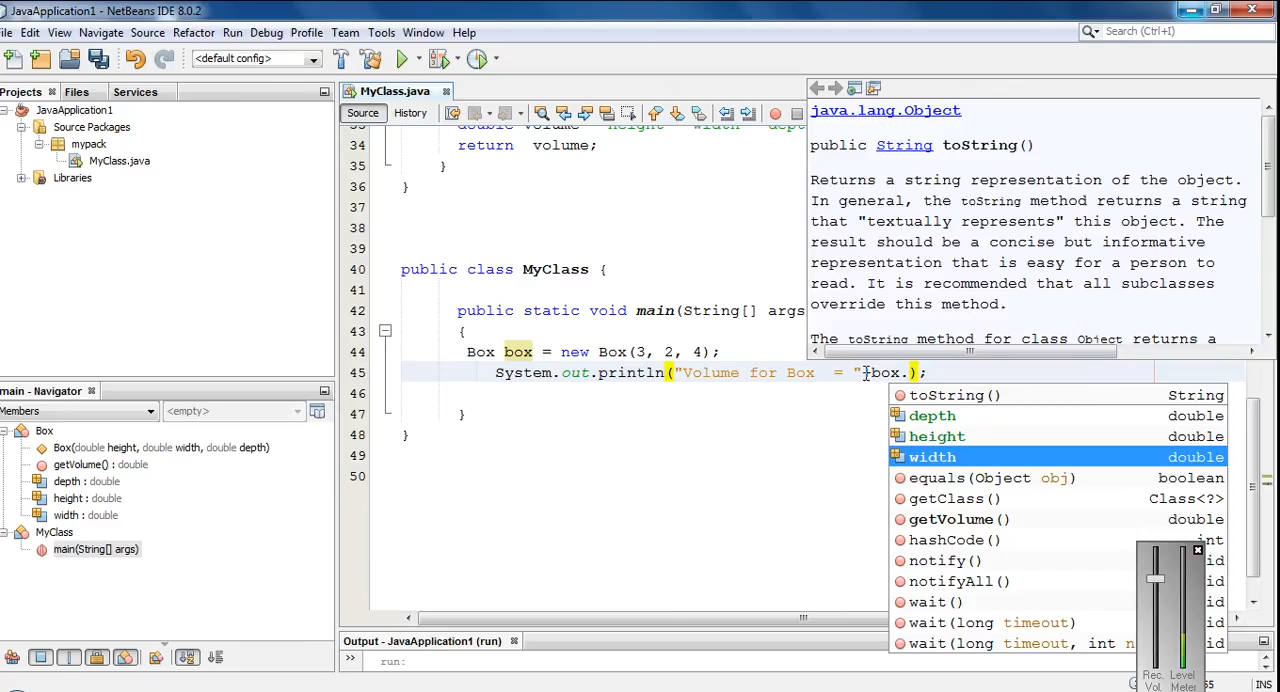 JavaApplication1 - NetBeans IDE 8.0.2
File Edit View Navigate Source Refactor Run Debug Profile Team Tools Window Help
Search (Ctrl+I)
<default config>
Projects Files Services
JavaApplication1
Source Packages
mypack
MyClass.java
Libraries
MyClass.java
Source History
34 return volume;
35 }
36 }
37
38
39
40 public class MyClass {
41
42 public static void main(String[] args
43 {
44 Box box = new Box(3, 2, 4);
45 System.out.println("Volume for Box  = "+box.);
46
47 }
48 }
49
50
java.lang.Object
public String toString()
Returns a string representation of the object.
In general, the toString method returns a string
that "textually represents" this object. The
result should be a concise but informative
representation that is easy for a person to
read. It is recommended that all subclasses
override this method.
The toString method for class Object returns a
toString() String
depth double
height double
width double
equals(Object obj) boolean
getClass() Class<?>
getVolume() double
hashCode() int
notify()
notifyAll()
wait()
wait(long timeout)
wait(long timeout, int n
main - Navigator
Members <empty>
Box
Box(double height, double width, double depth)
getVolume() : double
depth : double
height : double
width : double
MyClass
main(String[] args)
Output - JavaApplication1 (run)
run:
Rec. Level
Vol. Meter
INS